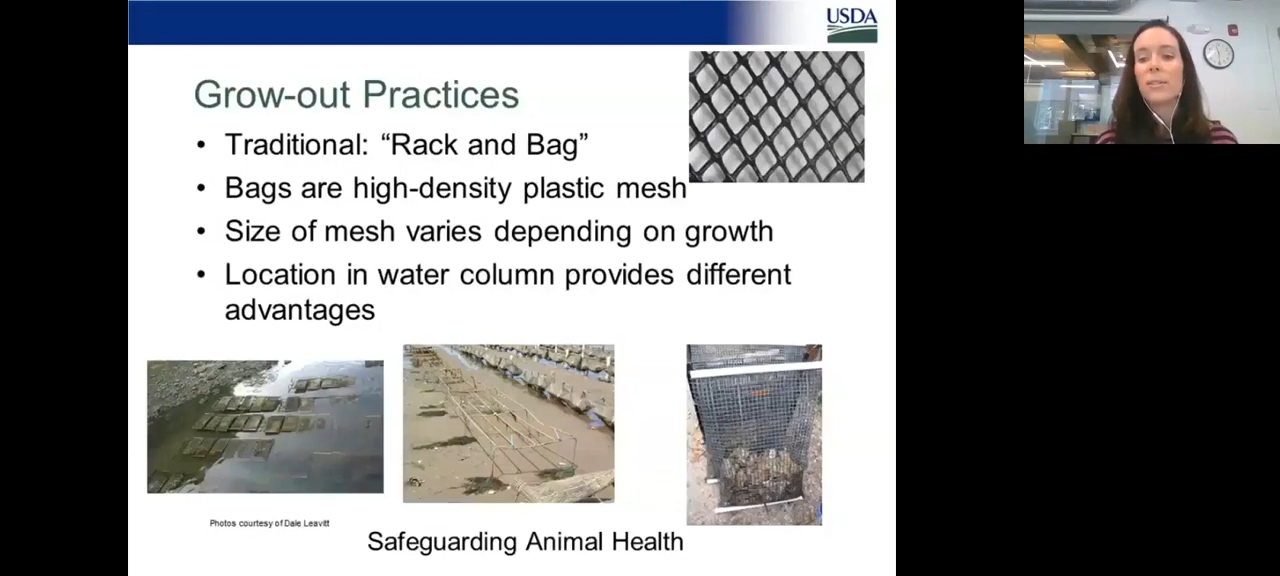 USDA
Grow-out Practices
• Traditional: “Rack and Bag”
• Bags are high-density plastic mesh
• Size of mesh varies depending on growth
• Location in water column provides different
advantages
Photos courtesy of Dale Leavitt
Safeguarding Animal Health